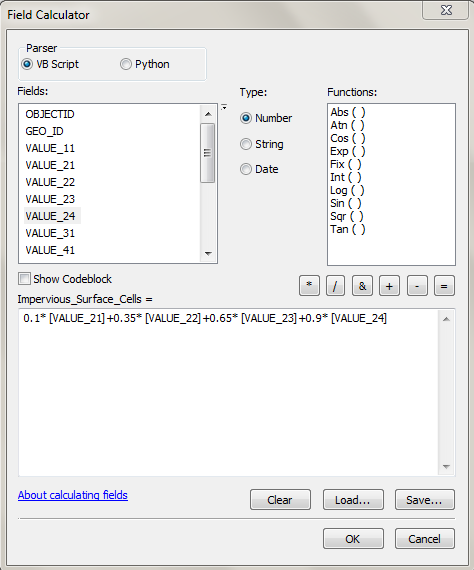 Field Calculator
Parser
VB Script
Python
Fields:
Type:
Functions:
OBJECTID
GEO_ID
VALUE_11
VALUE_21
VALUE_22
VALUE_23
VALUE_24
VALUE_31
VALUE_41
Number
String
Date
Abs ( )
Atn ( )
Cos ( )
Exp ( )
Fix ( )
Int ( )
Log ( )
Sin ( )
Sqr ( )
Tan ( )
Show Codeblock
* / & + - =
Impervious_Surface_Cells =
0.1* [VALUE_21]+0.35* [VALUE_22]+0.65* [VALUE_23]+0.9* [VALUE_24]
About calculating fields
Clear
Load...
Save...
OK
Cancel